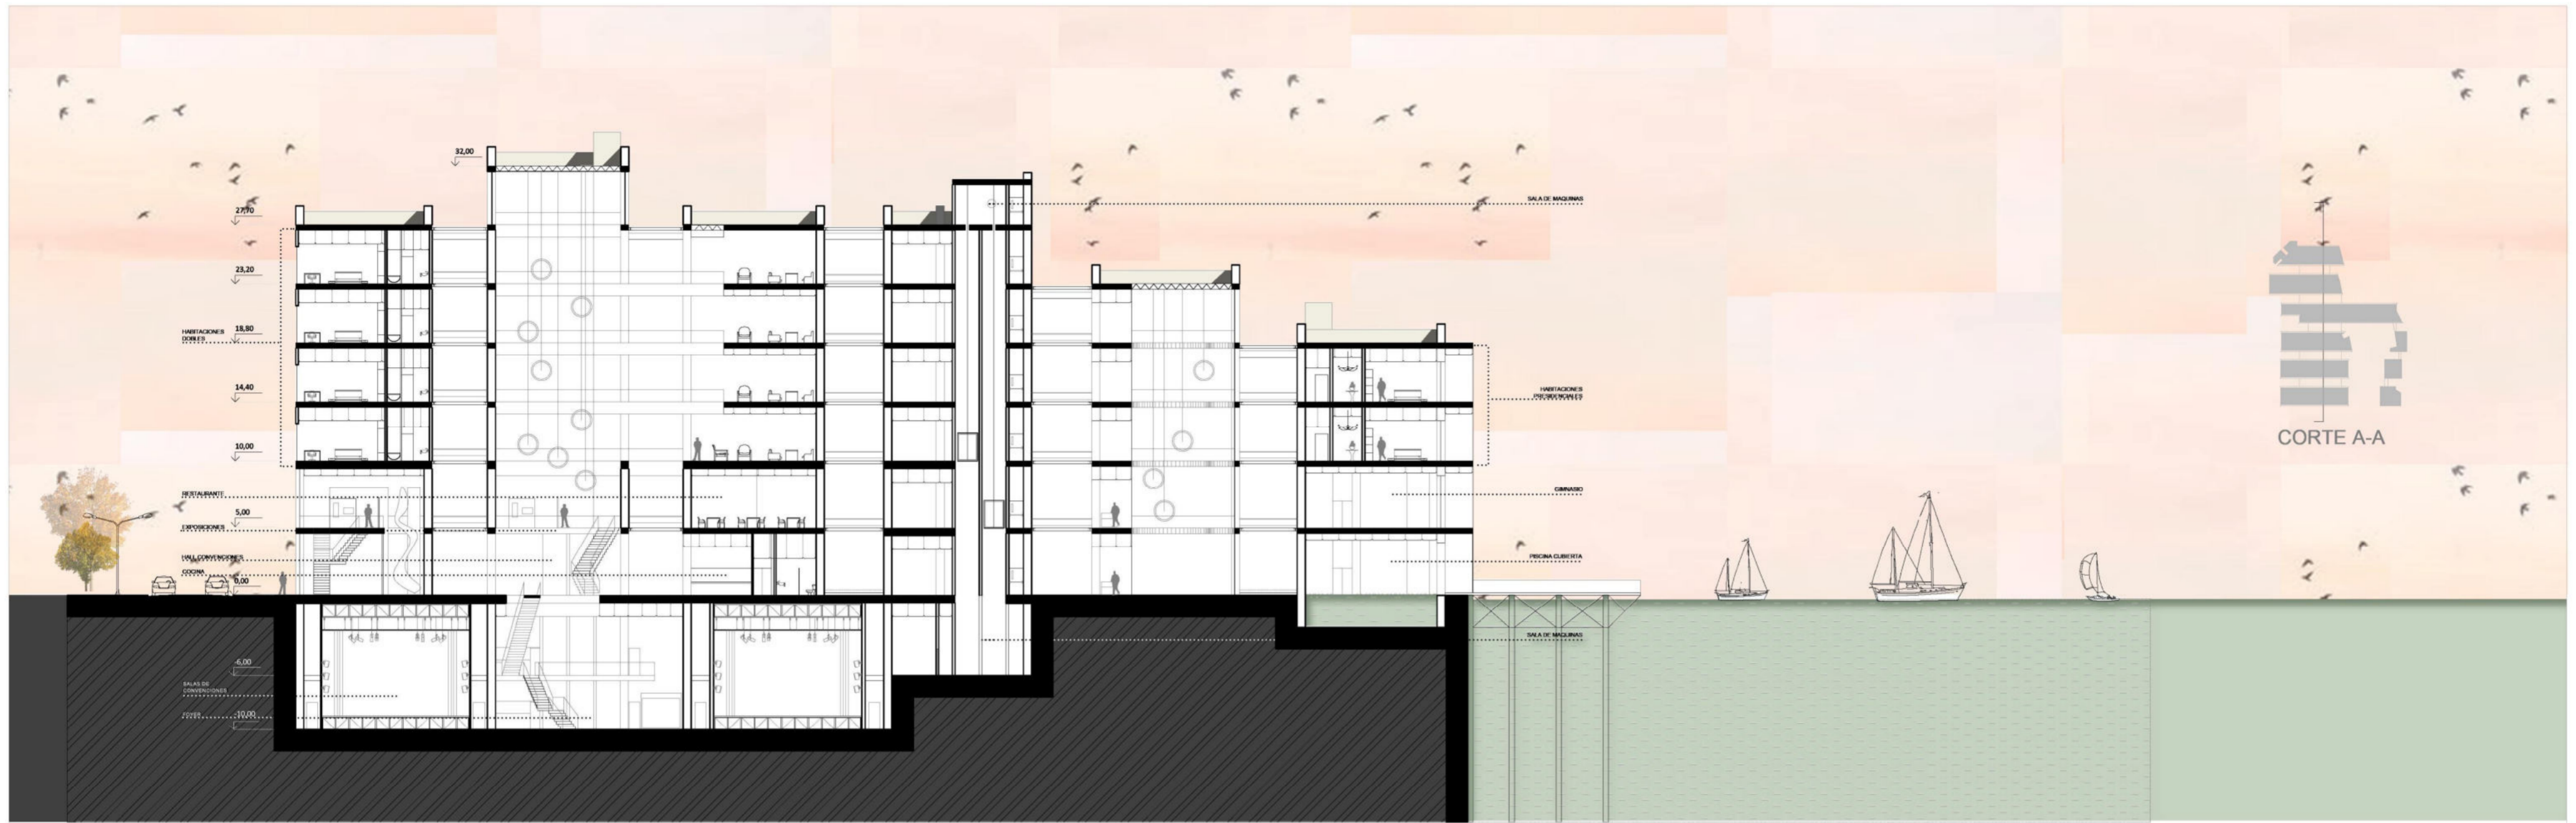 32,00
27,70
SALA DE MAQUINAS
23,20
HABITACIONES
DOBLES
18,80
14,40
HABITACIONES
PRESIDENCIALES
CORTE A-A
10,00
RESTAURANTE
GIMNASIO
5,00
EXPOSICIONES
HALL CONVENCIONES
PISCINA CUBIERTA
COCINA
0,00
SALA DE MAQUINAS
-6,00
SALAS DE
CONVENCIONES
FOYER
-10,00